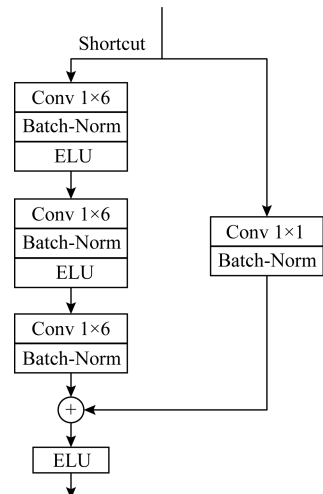 Shortcut
Conv 1×6
Batch-Norm
ELU
Conv 1×6
Batch-Norm
ELU
Conv 1×1
Batch-Norm
Conv 1×6
Batch-Norm
+
ELU